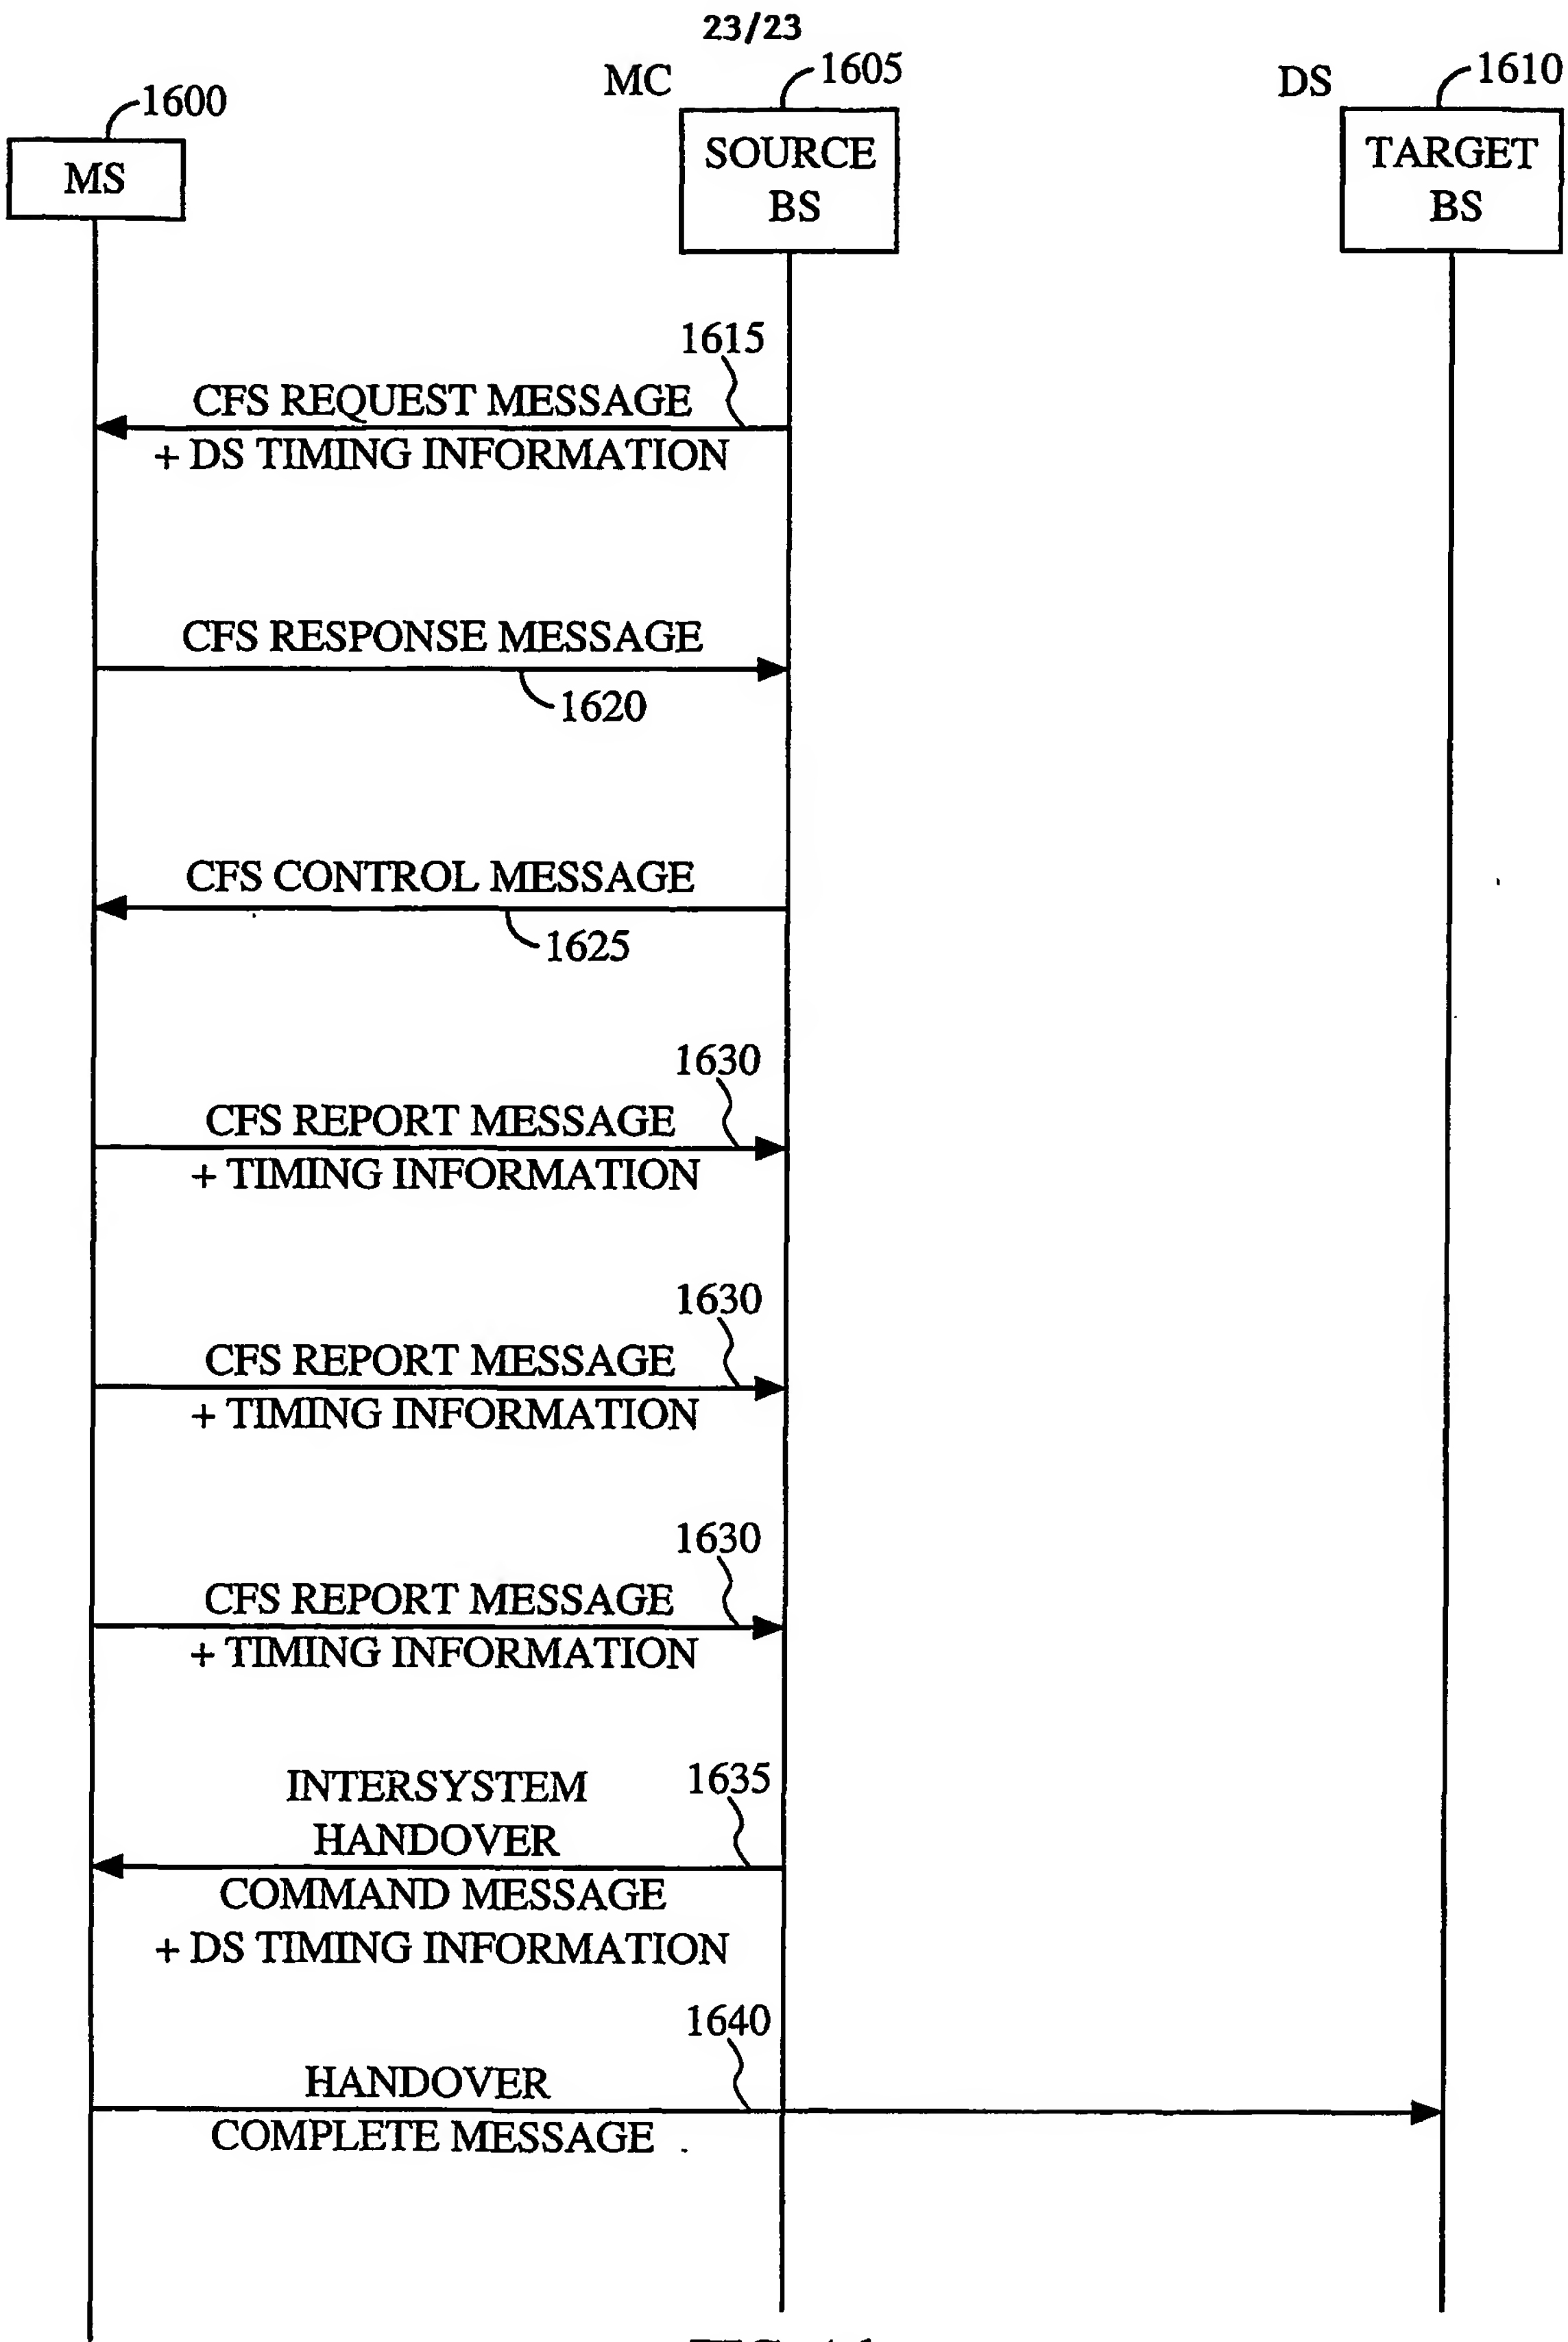 23/23
MC
1605
DS
1610
1600
MS
SOURCE
BS
TARGET
BS
1615
CFS REQUEST MESSAGE
+ DS TIMING INFORMATION
CFS RESPONSE MESSAGE
1620
CFS CONTROL MESSAGE
1625
1630
CFS REPORT MESSAGE
+ TIMING INFORMATION
1630
CFS REPORT MESSAGE
+ TIMING INFORMATION
1630
CFS REPORT MESSAGE
+ TIMING INFORMATION
INTERSYSTEM
1635
HANDOVER
COMMAND MESSAGE
+ DS TIMING INFORMATION
1640
HANDOVER
COMPLETE MESSAGE